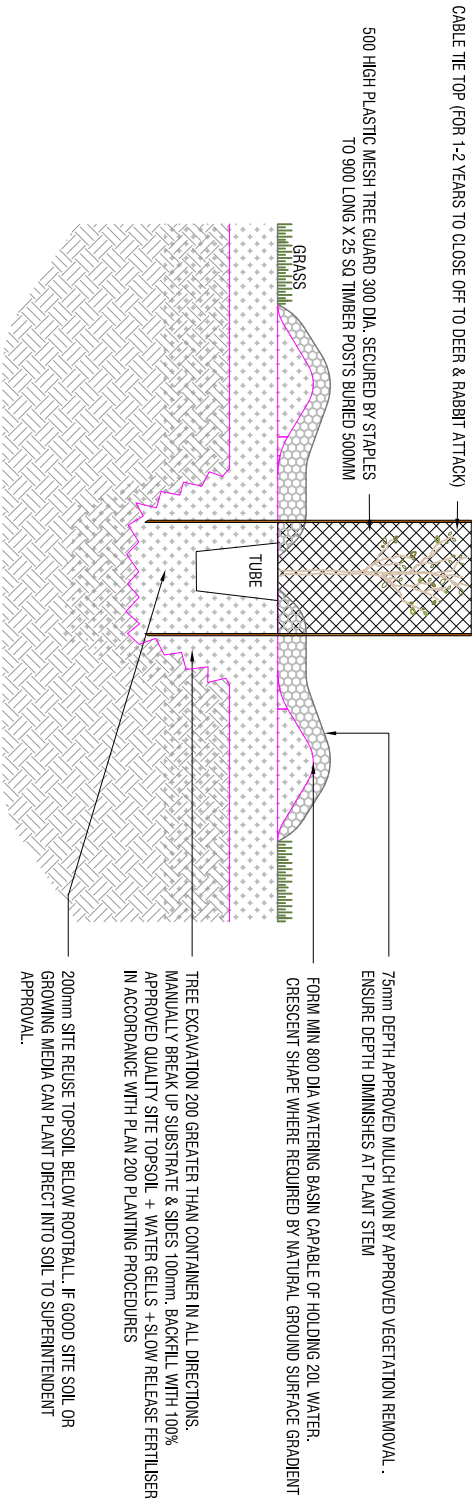 CABLE TIE TOP (FOR 1-2 YEARS TO CLOSE OFF TO DEER & RABBIT ATTACK)
500 HIGH PLASTIC MESH TREE GUARD 300 DIA. SECURED BY STAPLES
TO 900 LONG X 25 SQ TIMBER POSTS BURIED 500MM
GRASS
TUBE
75mm DEPTH APPROVED MULCH WON BY APPROVED VEGETATION REMOVAL .
ENSURE DEPTH DIMINISHES AT PLANT STEM
FORM MIN 800 DIA WATERING BASIN CAPABLE OF HOLDING 20L WATER.
CRESCENT SHAPE WHERE REQUIRED BY NATURAL GROUND SURFACE GRADIENT
TREE EXCAVATION 200 GREATER THAN CONTAINER IN ALL DIRECTIONS.
MANUALLY BREAK UP SUBSTRATE & SIDES 100mm. BACKFILL WITH 100%
APPROVED QUALITY SITE TOPSOIL + WATER GELLS +SLOW RELEASE FERTILISER
IN ACCORDANCE WITH PLAN 200 PLANTING PROCEDURES
200mm SITE REUSE TOPSOIL BELOW ROOTBALL. IF GOOD SITE SOIL OR
GROWING MEDIA CAN PLANT DIRECT INTO SOIL TO SUPERINTENDENT
APPROVAL.